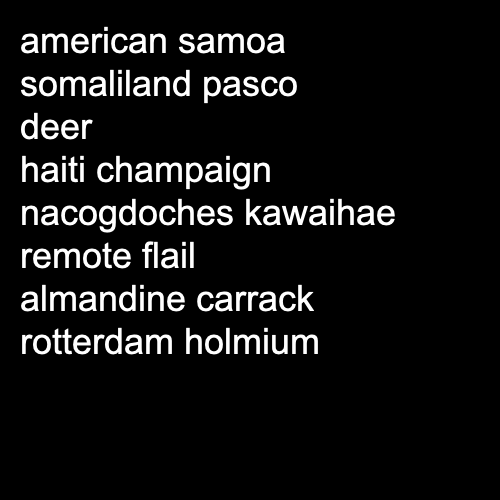 american samoa
somaliland pasco
deer
haiti champaign
nacogdoches kawaihae
remote flail
almandine carrack
rotterdam holmium